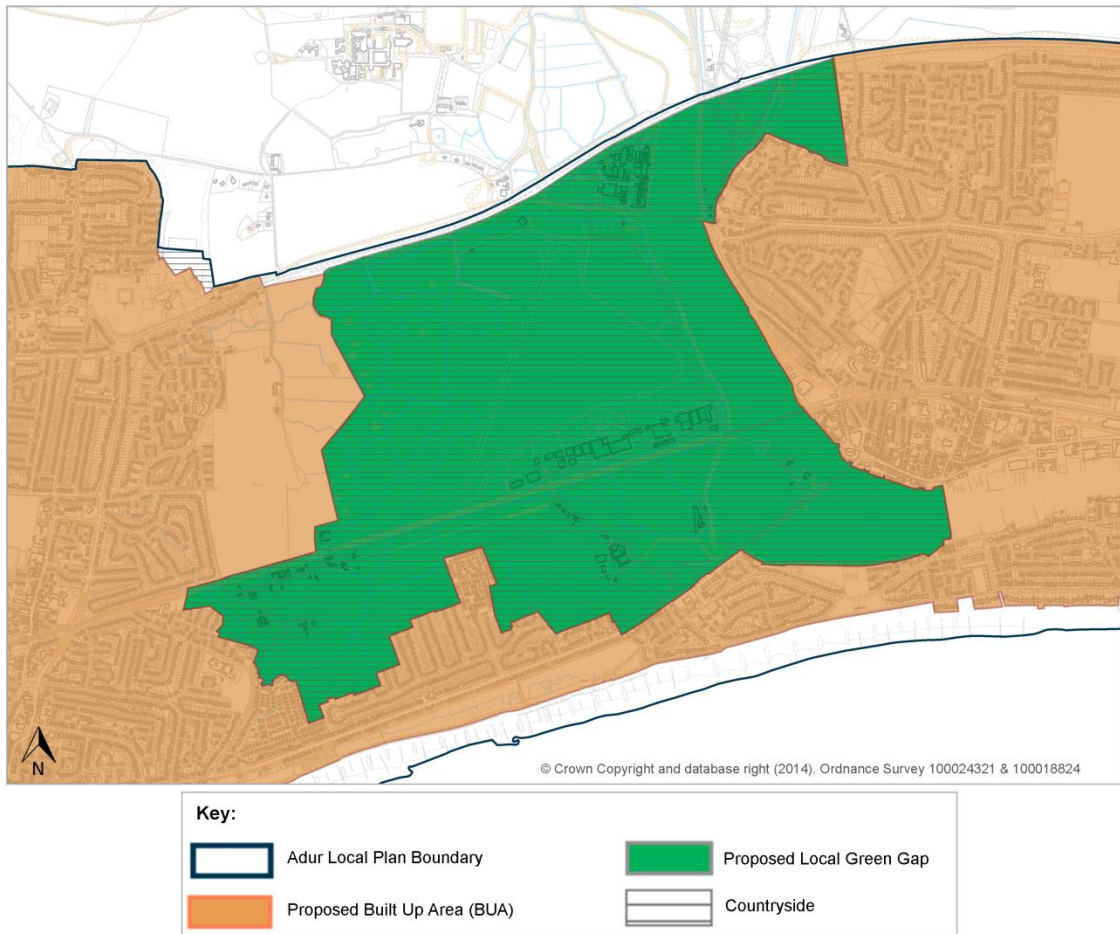 N
© Crown Copyright and database right (2014). Ordnance Survey 100024321 & 100018824
Key:
Adur Local Plan Boundary
Proposed Local Green Gap
Proposed Built Up Area (BUA)
Countryside